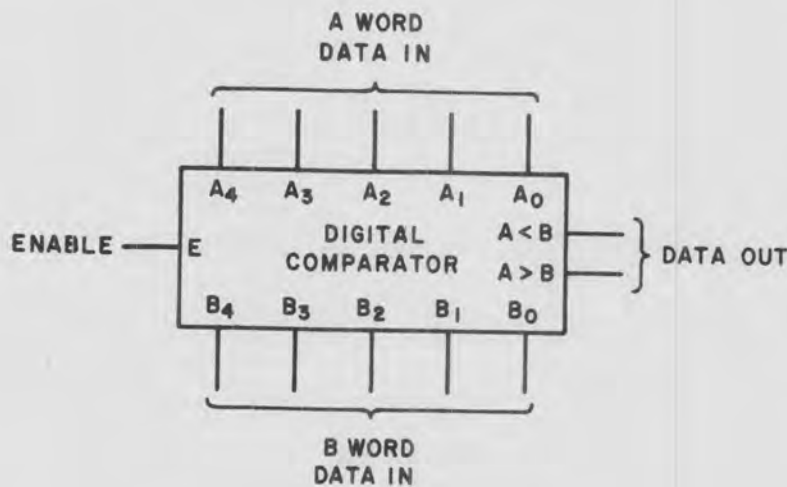 A WORD
DATA IN
A4 A3 A2 A1 A0
ENABLE E DIGITAL A < B DATA OUT
COMPARATOR A > B
B4 B3 B2 B1 B0
B WORD
DATA IN